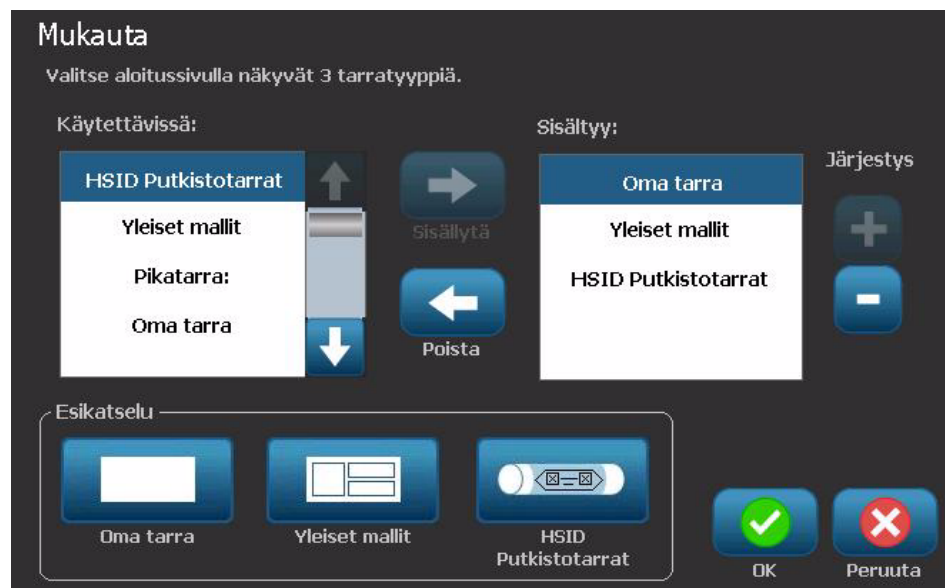 Mukauta
Valitse aloitussivulla näkyvät 3 tarratyyppiä.
Käytettävissä:
HSID Putkistotarrat
Yleiset mallit
Pikatarra:
Oma tarra
Sisällytä
Poista
Sisältyy:
Oma tarra
Yleiset mallit
HSID Putkistotarrat
Järjestys
Esikatselu
Oma tarra
Yleiset mallit
HSID
Putkistotarrat
OK
Peruuta